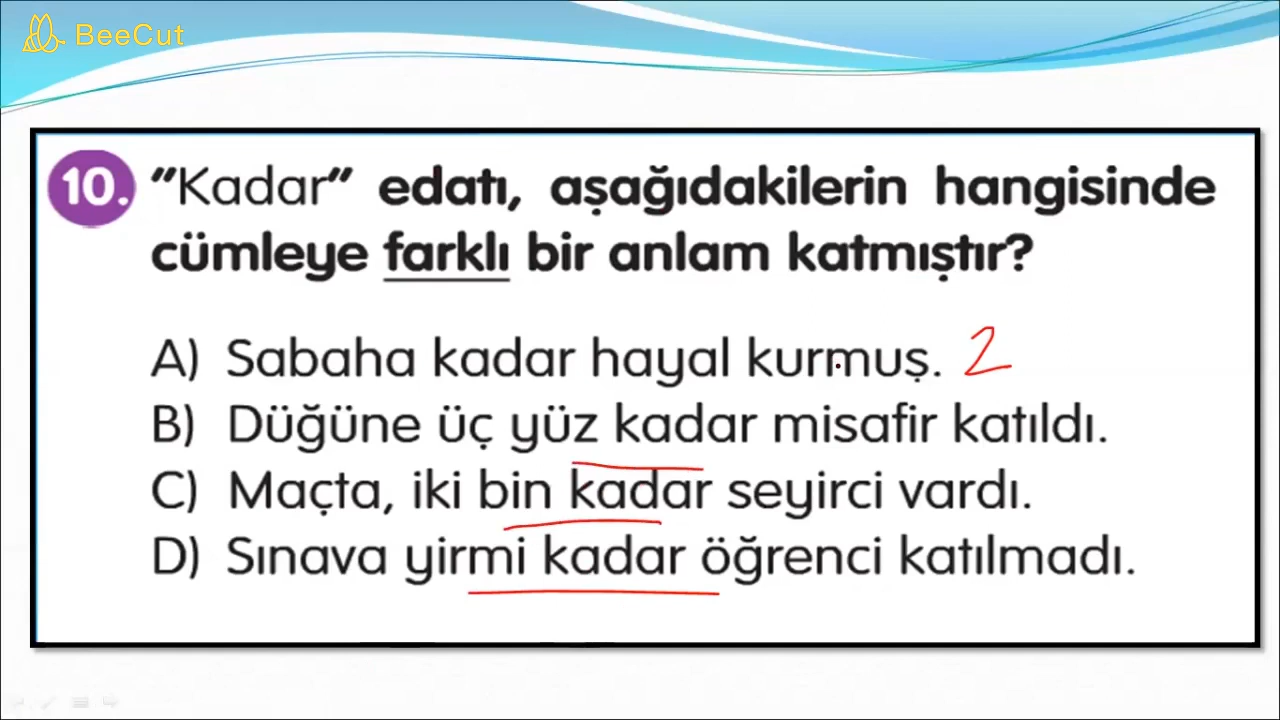 BeeCut
10. "Kadar" edatı, aşağıdakilerin hangisinde
cümleye farklı bir anlam katmıştır?
A) Sabaha kadar hayal kurmuş. 2
B) Düğüne üç yüz kadar misafir katıldı.
C) Maçta, iki bin kadar seyirci vardı.
D) Sınava yirmi kadar öğrenci katılmadı.